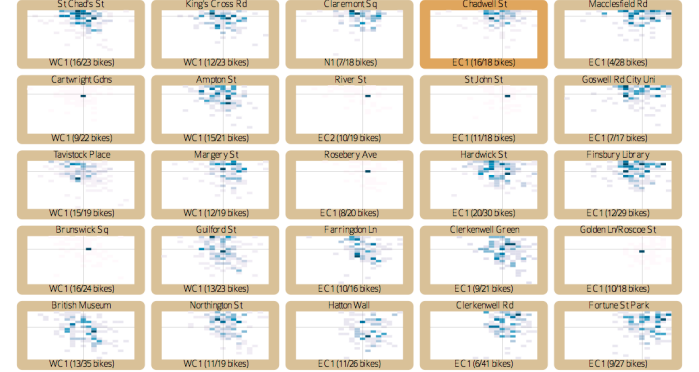 St Chad's St
King's Cross Rd
Claremont Sq
Chadwell St
Macclesfield Rd
WC1 (16/23 bikes)
WC1 (12/23 bikes)
N1 (7/18 bikes)
EC1 (16/18 bikes)
EC1 (4/28 bikes)
Cartwright Gdns
Ampton St
River St
St John St
Goswell Rd City Uni
WC1 (9/22 bikes)
WC1 (15/21 bikes)
EC2 (10/19 bikes)
EC1 (11/18 bikes)
EC1 (7/17 bikes)
Tavistock Place
Margery St
Rosebery Ave
Hardwick St
Finsbury Library
WC1 (15/19 bikes)
WC1 (12/19 bikes)
EC1 (8/20 bikes)
EC1 (20/30 bikes)
EC1 (12/29 bikes)
Brunswick Sq
Guilford St
Farringdon Ln
Clerkenwell Green
Golden Ln/Roscoe St
WC1 (16/24 bikes)
WC1 (13/23 bikes)
EC1 (10/16 bikes)
EC1 (9/21 bikes)
EC1 (10/18 bikes)
British Museum
Northington St
Hatton Wall
Clerkenwell Rd
Fortune St Park
WC1 (13/35 bikes)
WC1 (11/19 bikes)
EC1 (11/26 bikes)
EC1 (6/41 bikes)
EC1 (9/27 bikes)